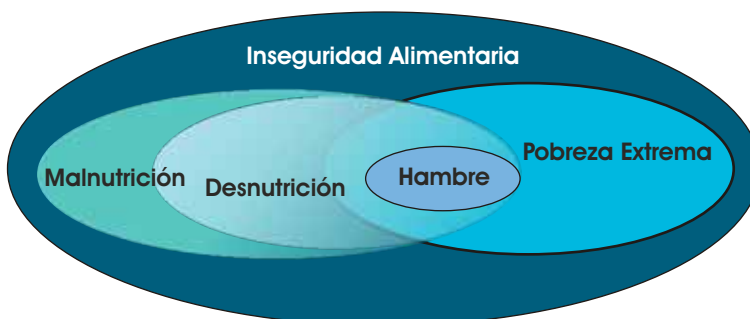 Inseguridad Alimentaria
Pobreza Extrema
Malnutrición
Desnutrición
Hambre